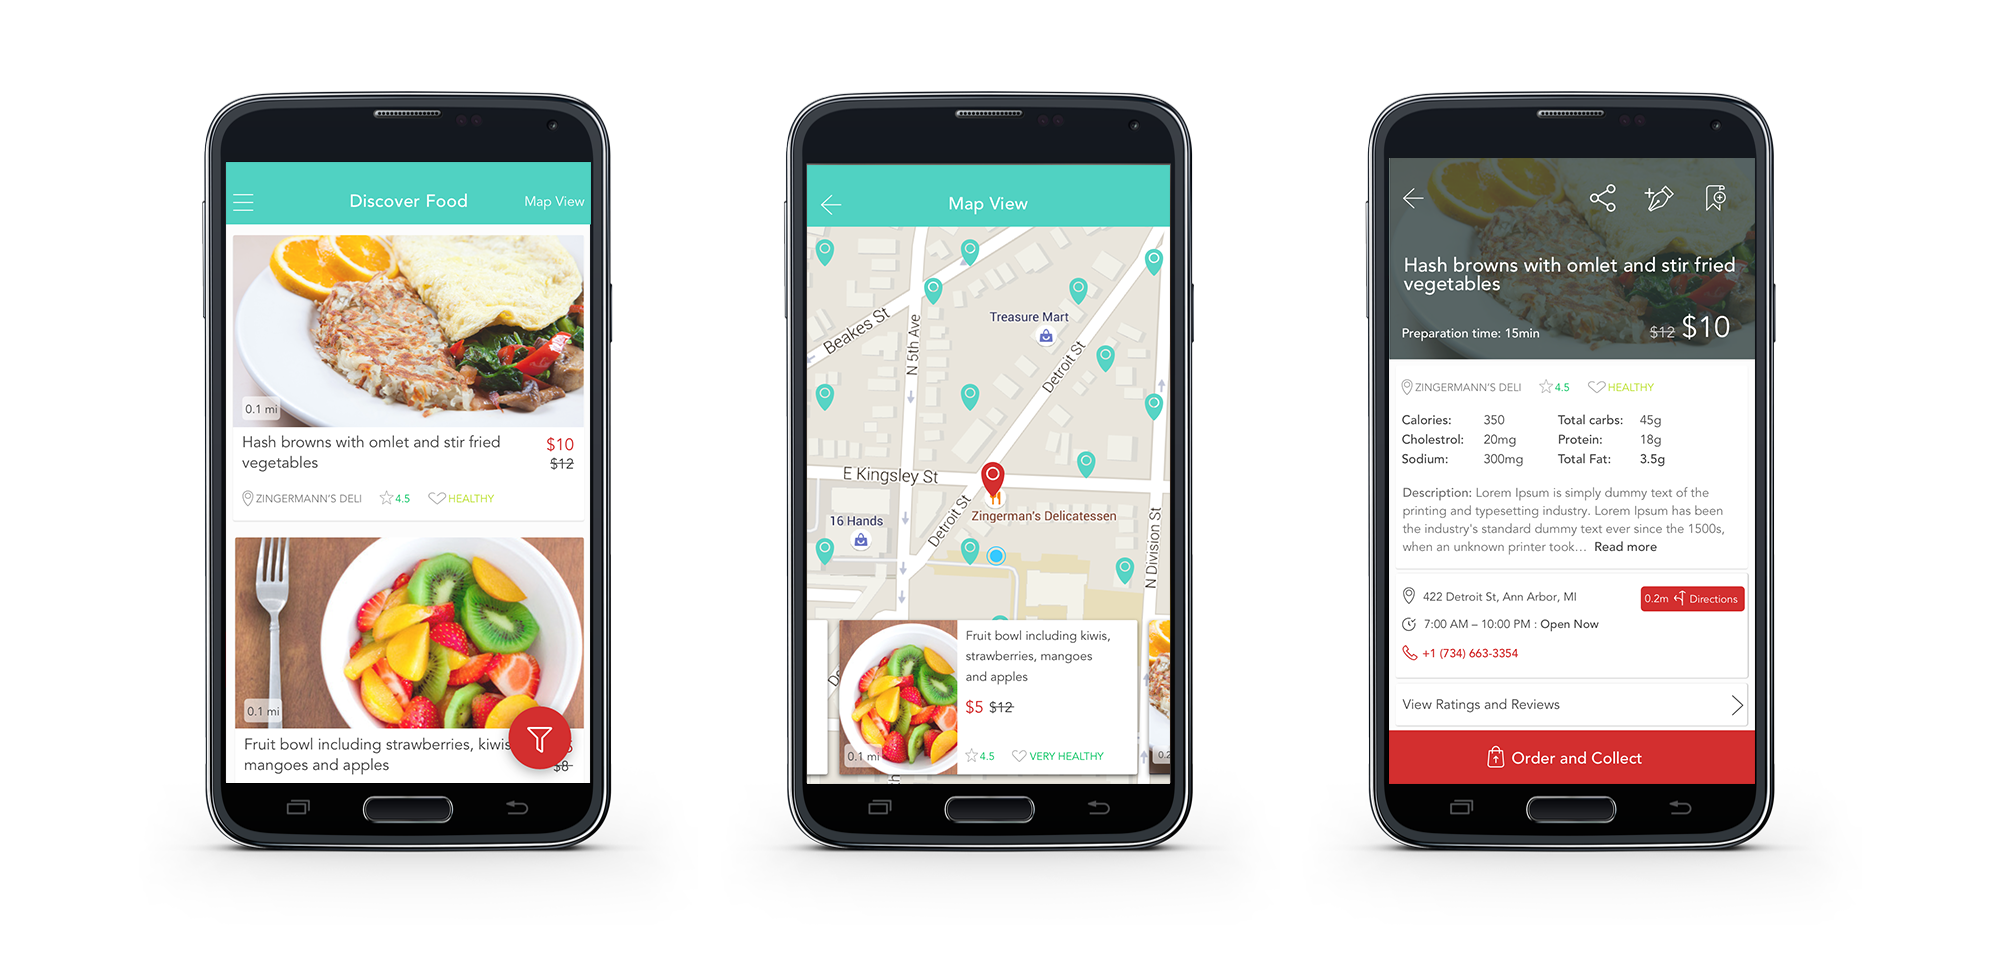 Discover Food
Map View
0.1 mi
Hash browns with omlet and stir fried
vegetables
$10
$12
ZINGERMANN'S DELI
4.5
HEALTHY
0.1 mi
Fruit bowl including strawberries, kiwis
mangoes and apples
$8
Map View
Beakes St
N 5th Ave
Treasure Mart
Detroit St
E Kingsley St
Detroit St
Zingerman's Delicatessen
16 Hands
N Division St
Fruit bowl including kiwis,
strawberries, mangoes
and apples
$5 $12
0.1 mi
4.5
VERY HEALTHY
0.2
Hash browns with omlet and stir fried
vegetables
Preparation time: 15min
$12 $10
ZINGERMANN'S DELI
4.5
HEALTHY
Calories: 350 Total carbs: 45g
Cholestrol: 20mg Protein: 18g
Sodium: 300mg Total Fat: 3.5g
Description: Lorem Ipsum is simply dummy text of the
printing and typesetting industry. Lorem Ipsum has been
the industry's standard dummy text ever since the 1500s,
when an unknown printer took... Read more
422 Detroit St, Ann Arbor, MI
0.2m Directions
7:00 AM – 10:00 PM : Open Now
+1 (734) 663-3354
View Ratings and Reviews
Order and Collect